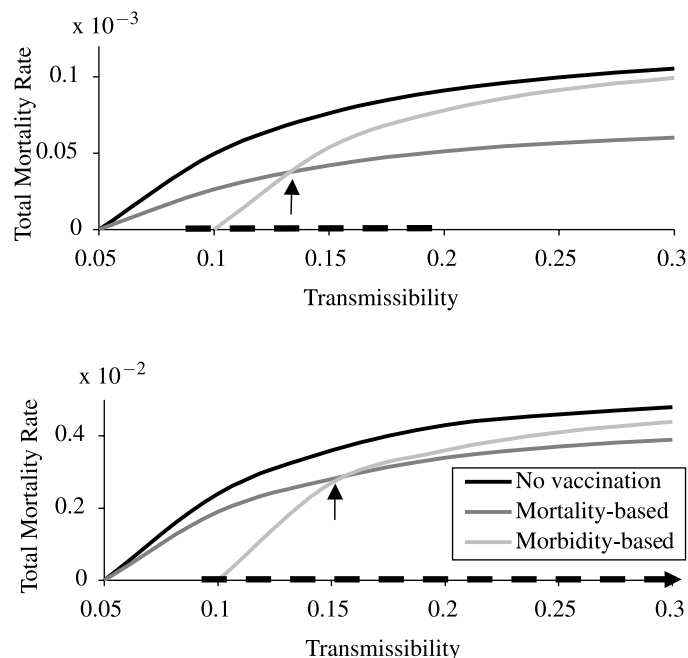 x 10⁻³
Total Mortality Rate
0.1
0.05
0
0.05 0.1 0.15 0.2 0.25 0.3
Transmissibility
x 10⁻²
Total Mortality Rate
0.4
0.2
0
No vaccination
Mortality-based
Morbidity-based
0.05 0.1 0.15 0.2 0.25 0.3
Transmissibility